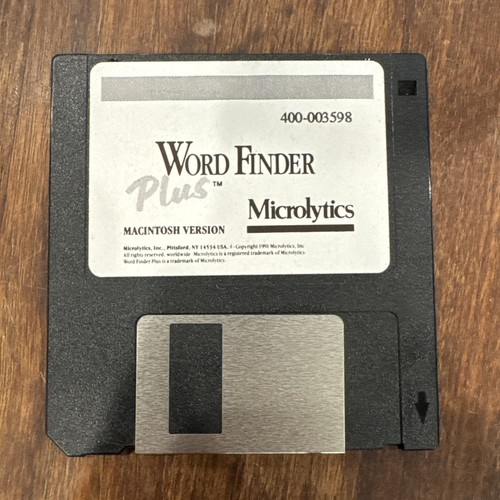 400-003598
WORD FINDER
Plus™
Microlytics
MACINTOSH VERSION
Microlytics, Inc., Pittsford, NY 14534 USA. Copyright 1991 Microlytics, Inc.
All rights reserved, worldwide. Microlytics is a registered trademark of Microlytics.
Word Finder Plus is a trademark of Microlytics.